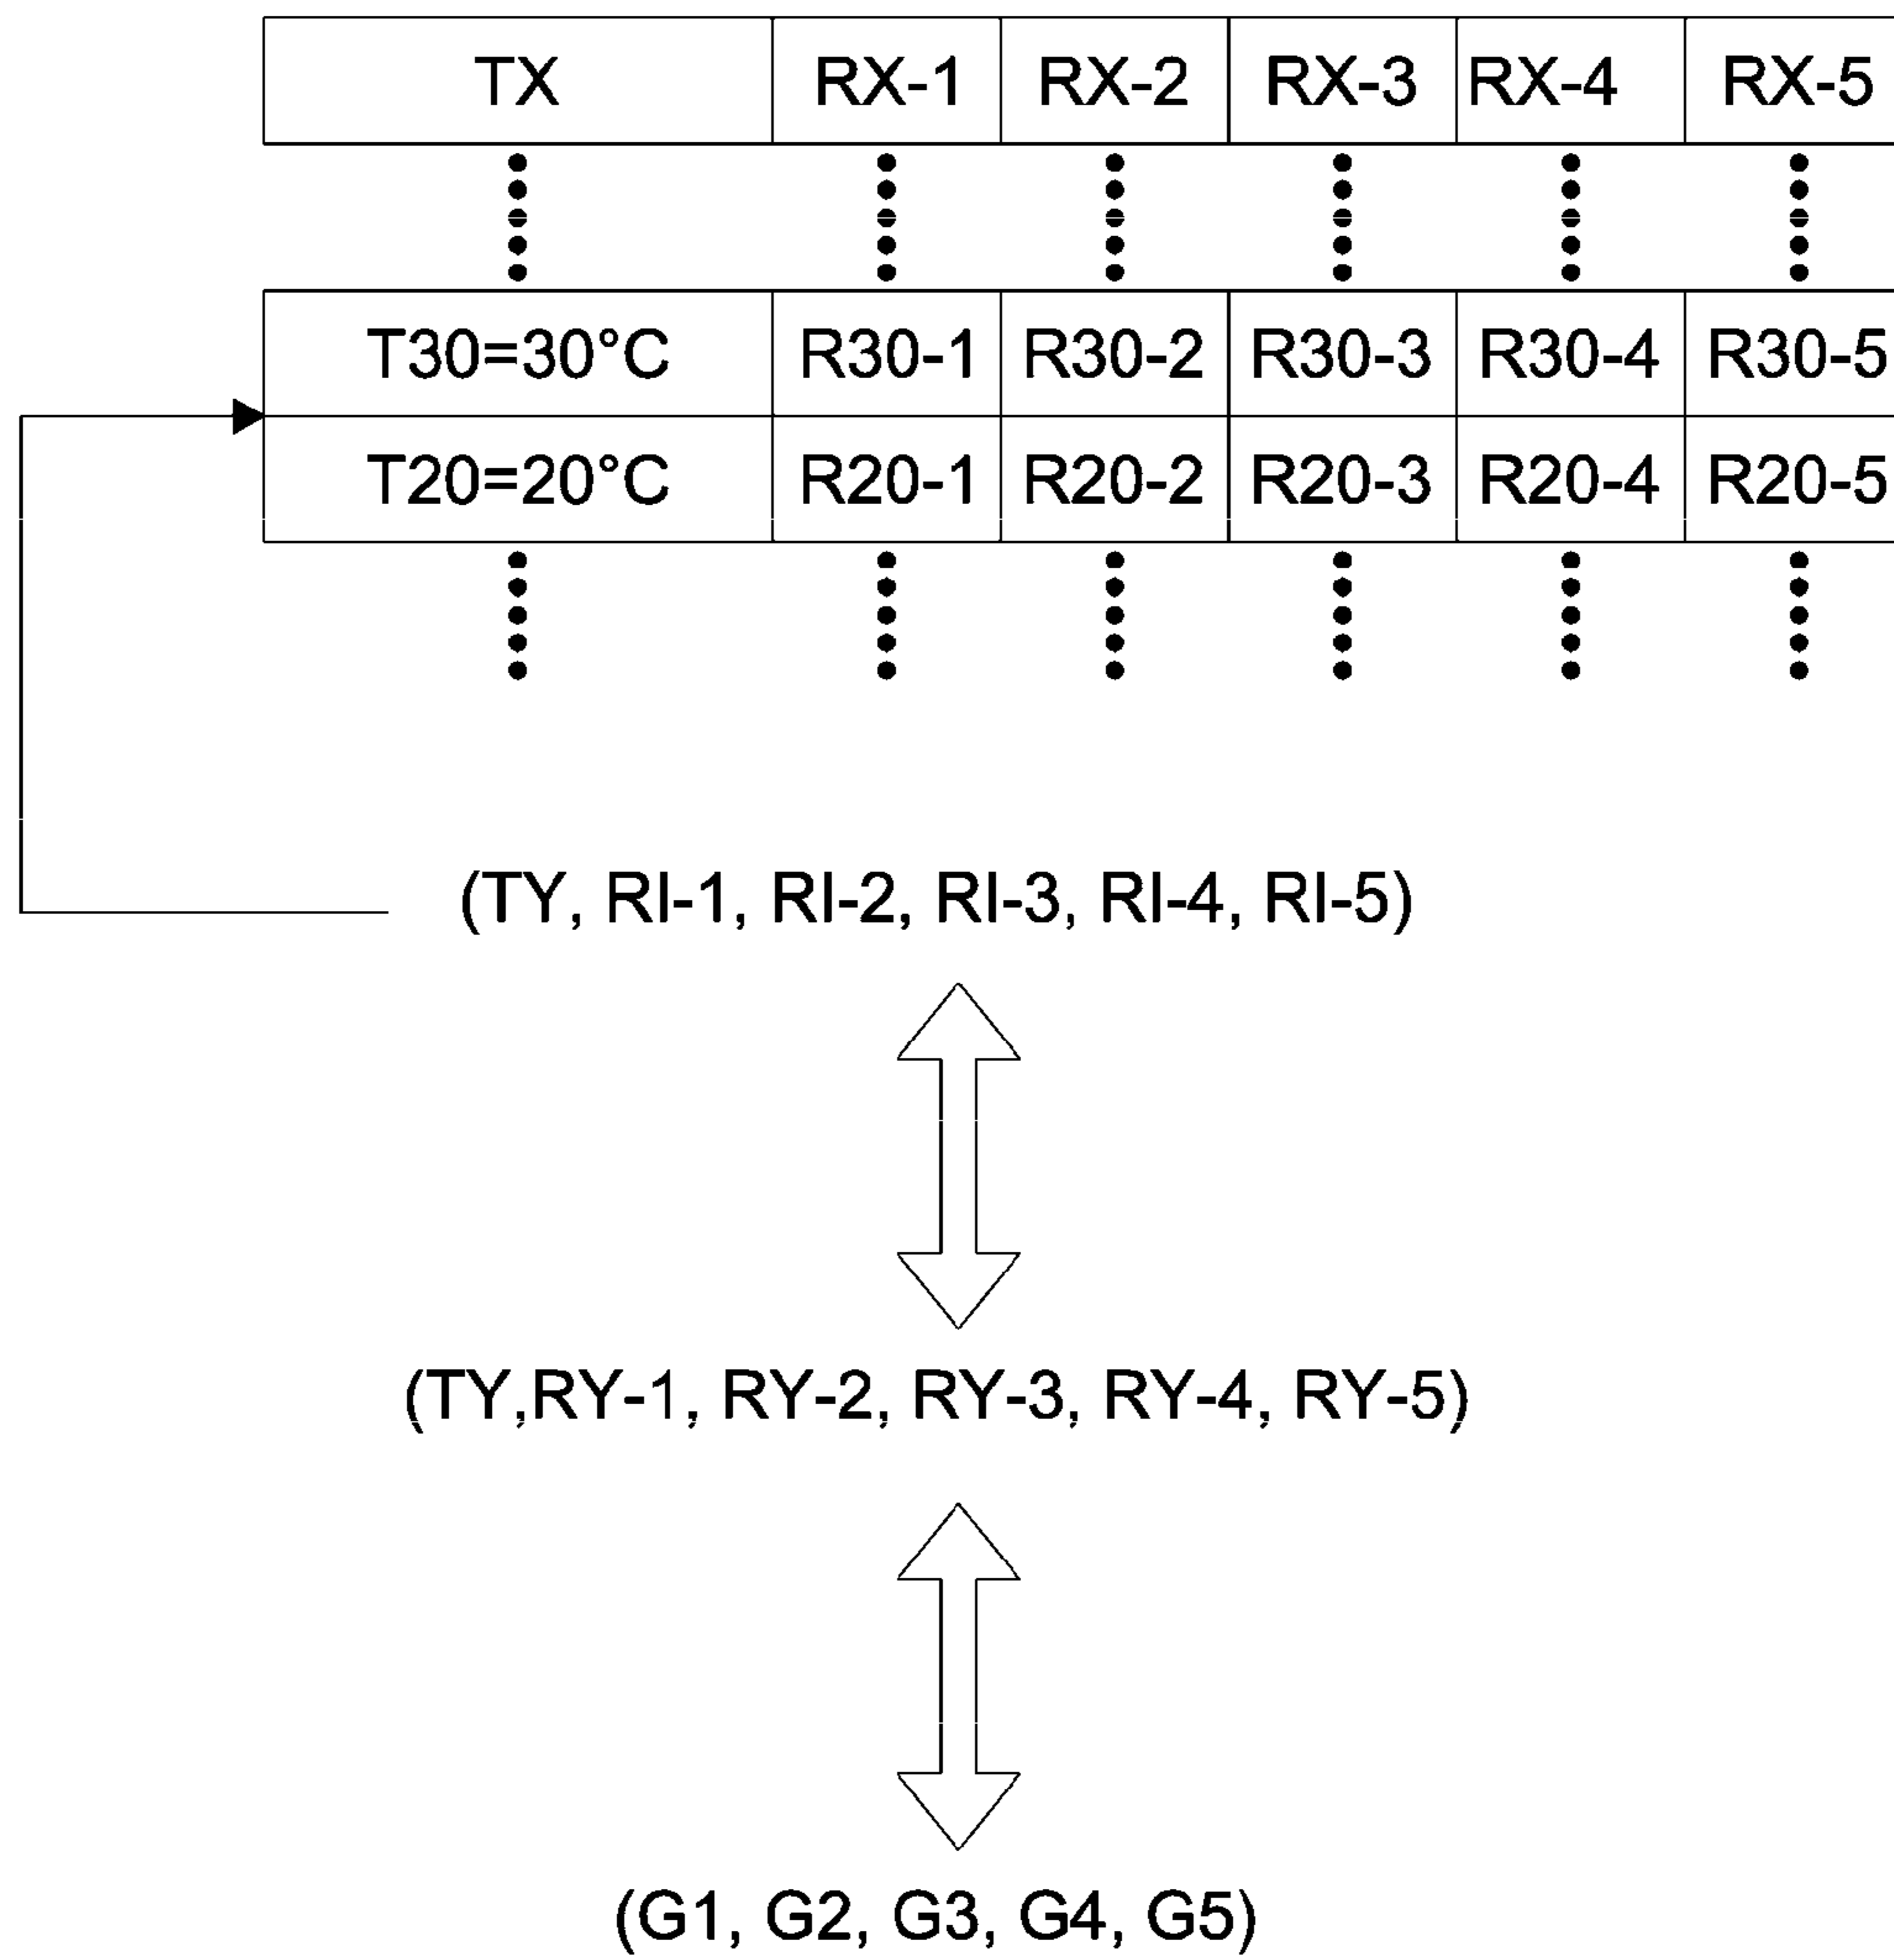 TX RX-1 RX-2 RX-3 RX-4 RX-5
T30=30°C R30-1 R30-2 R30-3 R30-4 R30-5
T20=20°C R20-1 R20-2 R20-3 R20-4 R20-5
(TY, RI-1, RI-2, RI-3, RI-4, RI-5)
(TY,RY-1, RY-2, RY-3, RY-4, RY-5)
(G1, G2, G3, G4, G5)